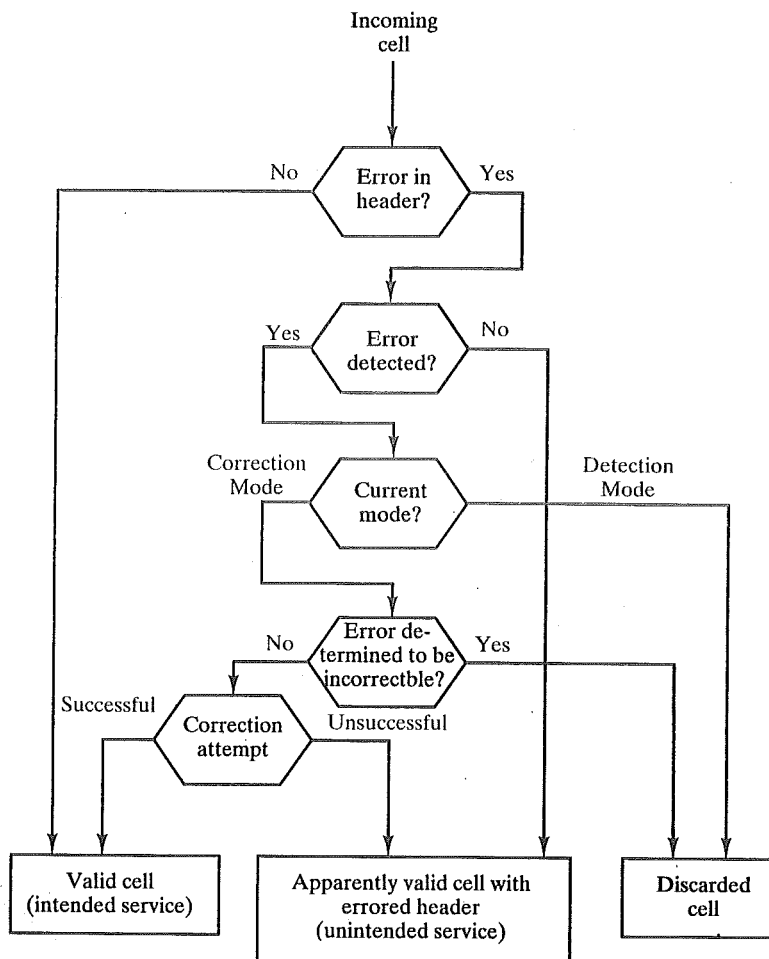 Incoming
cell
No
Yes
Error in
header?
Yes
No
Error
detected?
Correction
Mode
Detection
Mode
Current
mode?
No
Yes
Error de-
termined to be
incorrectble?
Successful
Unsuccessful
Correction
attempt
Valid cell
(intended service)
Apparently valid cell with
errored header
(unintended service)
Discarded
cell